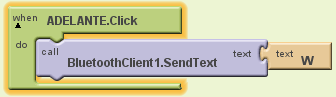 when ADELANTE.Click
do call BluetoothClient1.SendText text text W